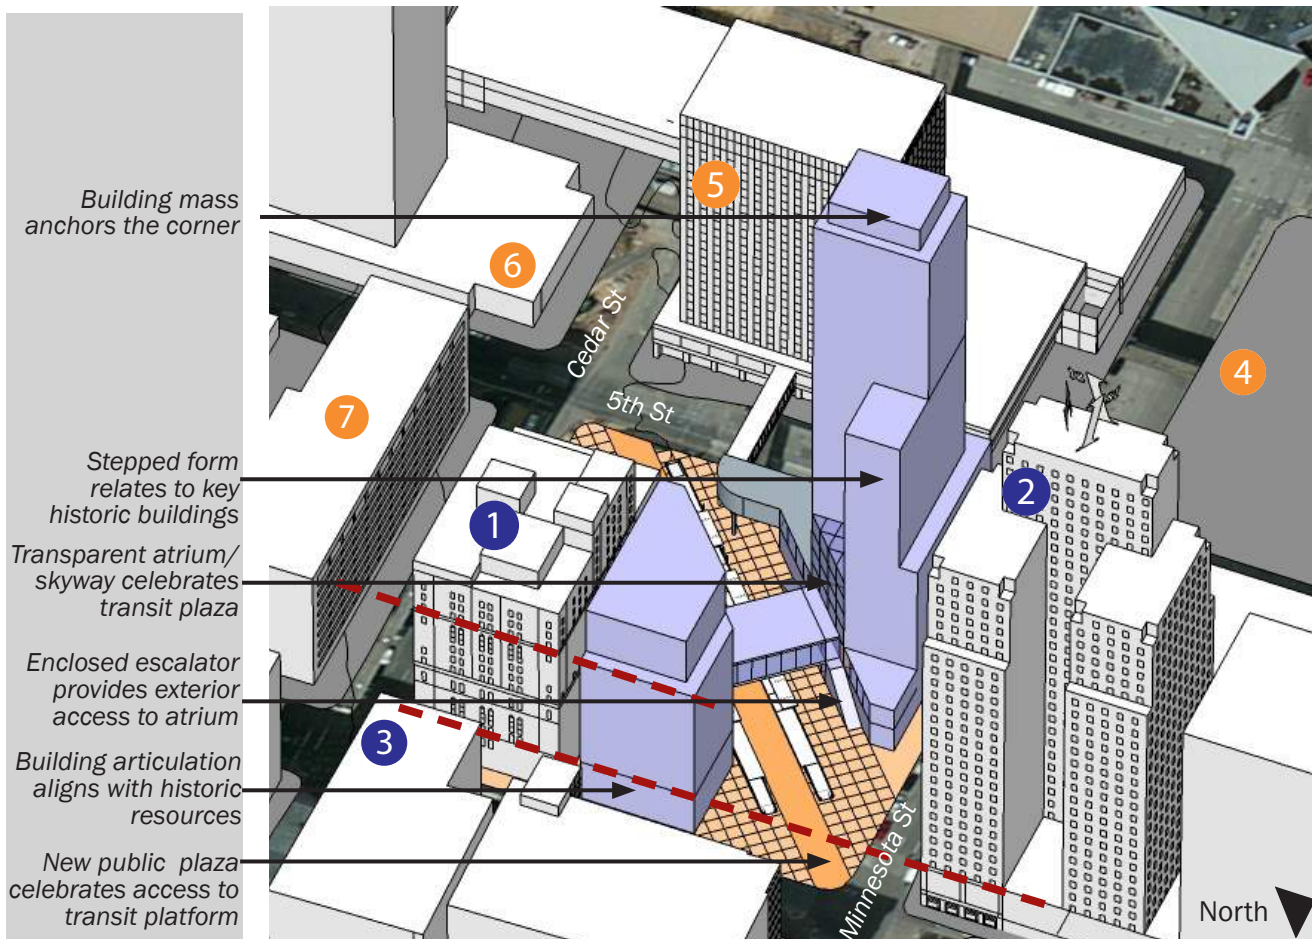 Building mass
anchors the corner
Stepped form
relates to key
historic buildings
Transparent atrium/
skyway celebrates
transit plaza
Enclosed escalator
provides exterior
access to atrium
Building articulation
aligns with historic
resources
New public plaza
celebrates access to
transit platform
5
6
4
7
Cedar St
5th St
2
1
3
Minnesota St
North
1st